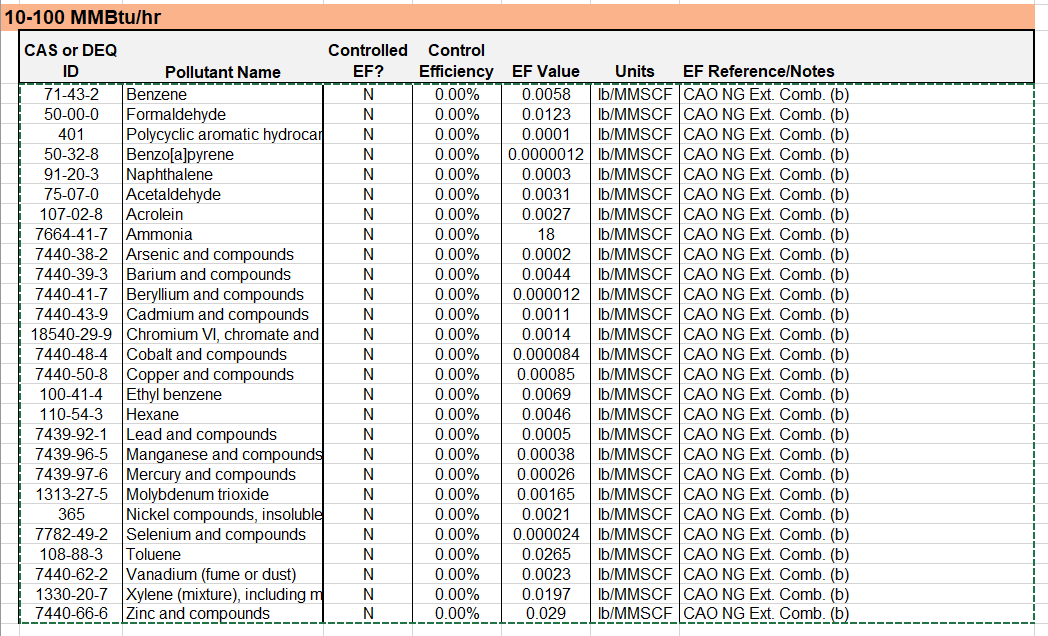 10-100 MMBtu/hr
CAS or DEQ ID Pollutant Name Controlled EF? Control Efficiency EF Value Units EF Reference/Notes
71-43-2 Benzene N 0.00% 0.0058 lb/MMSCF CAO NG Ext. Comb. (b)
50-00-0 Formaldehyde N 0.00% 0.0123 lb/MMSCF CAO NG Ext. Comb. (b)
401 Polycyclic aromatic hydrocar N 0.00% 0.0001 lb/MMSCF CAO NG Ext. Comb. (b)
50-32-8 Benzo[a]pyrene N 0.00% 0.0000012 lb/MMSCF CAO NG Ext. Comb. (b)
91-20-3 Naphthalene N 0.00% 0.0003 lb/MMSCF CAO NG Ext. Comb. (b)
75-07-0 Acetaldehyde N 0.00% 0.0031 lb/MMSCF CAO NG Ext. Comb. (b)
107-02-8 Acrolein N 0.00% 0.0027 lb/MMSCF CAO NG Ext. Comb. (b)
7664-41-7 Ammonia N 0.00% 18 lb/MMSCF CAO NG Ext. Comb. (b)
7440-38-2 Arsenic and compounds N 0.00% 0.0002 lb/MMSCF CAO NG Ext. Comb. (b)
7440-39-3 Barium and compounds N 0.00% 0.0044 lb/MMSCF CAO NG Ext. Comb. (b)
7440-41-7 Beryllium and compounds N 0.00% 0.000012 lb/MMSCF CAO NG Ext. Comb. (b)
7440-43-9 Cadmium and compounds N 0.00% 0.0011 lb/MMSCF CAO NG Ext. Comb. (b)
18540-29-9 Chromium VI, chromate and N 0.00% 0.0014 lb/MMSCF CAO NG Ext. Comb. (b)
7440-48-4 Cobalt and compounds N 0.00% 0.000084 lb/MMSCF CAO NG Ext. Comb. (b)
7440-50-8 Copper and compounds N 0.00% 0.00085 lb/MMSCF CAO NG Ext. Comb. (b)
100-41-4 Ethyl benzene N 0.00% 0.0069 lb/MMSCF CAO NG Ext. Comb. (b)
110-54-3 Hexane N 0.00% 0.0046 lb/MMSCF CAO NG Ext. Comb. (b)
7439-92-1 Lead and compounds N 0.00% 0.0005 lb/MMSCF CAO NG Ext. Comb. (b)
7439-96-5 Manganese and compounds N 0.00% 0.00038 lb/MMSCF CAO NG Ext. Comb. (b)
7439-97-6 Mercury and compounds N 0.00% 0.00026 lb/MMSCF CAO NG Ext. Comb. (b)
1313-27-5 Molybdenum trioxide N 0.00% 0.00165 lb/MMSCF CAO NG Ext. Comb. (b)
365 Nickel compounds, insoluble N 0.00% 0.0021 lb/MMSCF CAO NG Ext. Comb. (b)
7782-49-2 Selenium and compounds N 0.00% 0.000024 lb/MMSCF CAO NG Ext. Comb. (b)
108-88-3 Toluene N 0.00% 0.0265 lb/MMSCF CAO NG Ext. Comb. (b)
7440-62-2 Vanadium (fume or dust) N 0.00% 0.0023 lb/MMSCF CAO NG Ext. Comb. (b)
1330-20-7 Xylene (mixture), including m N 0.00% 0.0197 lb/MMSCF CAO NG Ext. Comb. (b)
7440-66-6 Zinc and compounds N 0.00% 0.029 lb/MMSCF CAO NG Ext. Comb. (b)